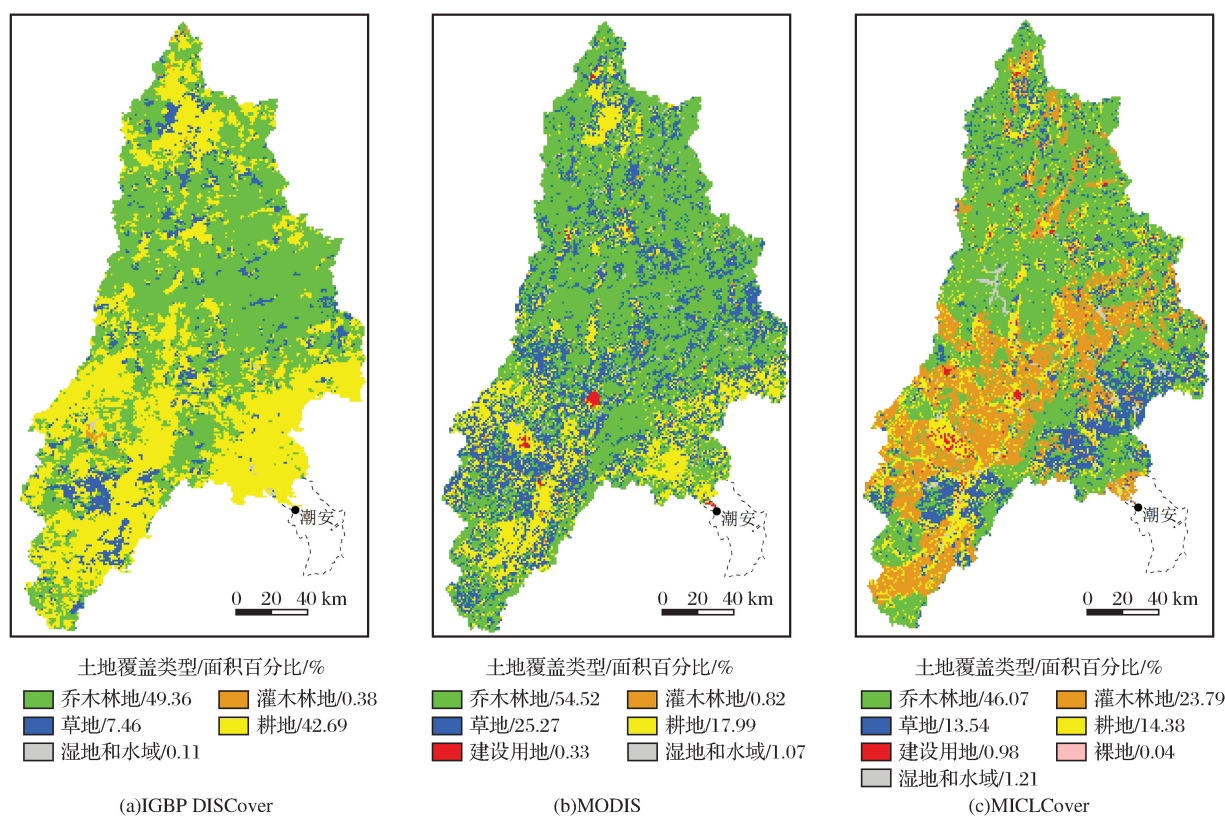 潮安
0 20 40 km
土地覆盖类型/面积百分比/%
乔木林地/49.36 灌木林地/0.38
草地/7.46 耕地/42.69
湿地和水域/0.11
(a)IGBP DISCover
潮安
0 20 40 km
土地覆盖类型/面积百分比/%
乔木林地/54.52 灌木林地/0.82
草地/25.27 耕地/17.99
建设用地/0.33 湿地和水域/1.07
(b)MODIS
潮安
0 20 40 km
土地覆盖类型/面积百分比/%
乔木林地/46.07 灌木林地/23.79
草地/13.54 耕地/14.38
建设用地/0.98 裸地/0.04
湿地和水域/1.21
(c)MICLCover